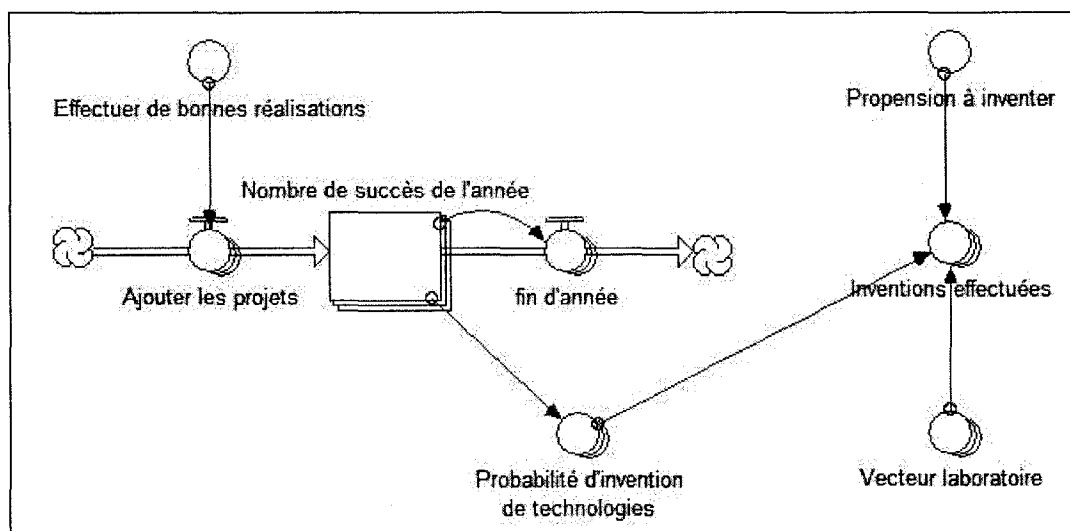 Effectuer de bonnes réalisations
Propension à inventer
Nombre de succès de l'année
Ajouter les projets
fin d'année
Inventions effectuées
Probabilité d'invention
de technologies
Vecteur laboratoire